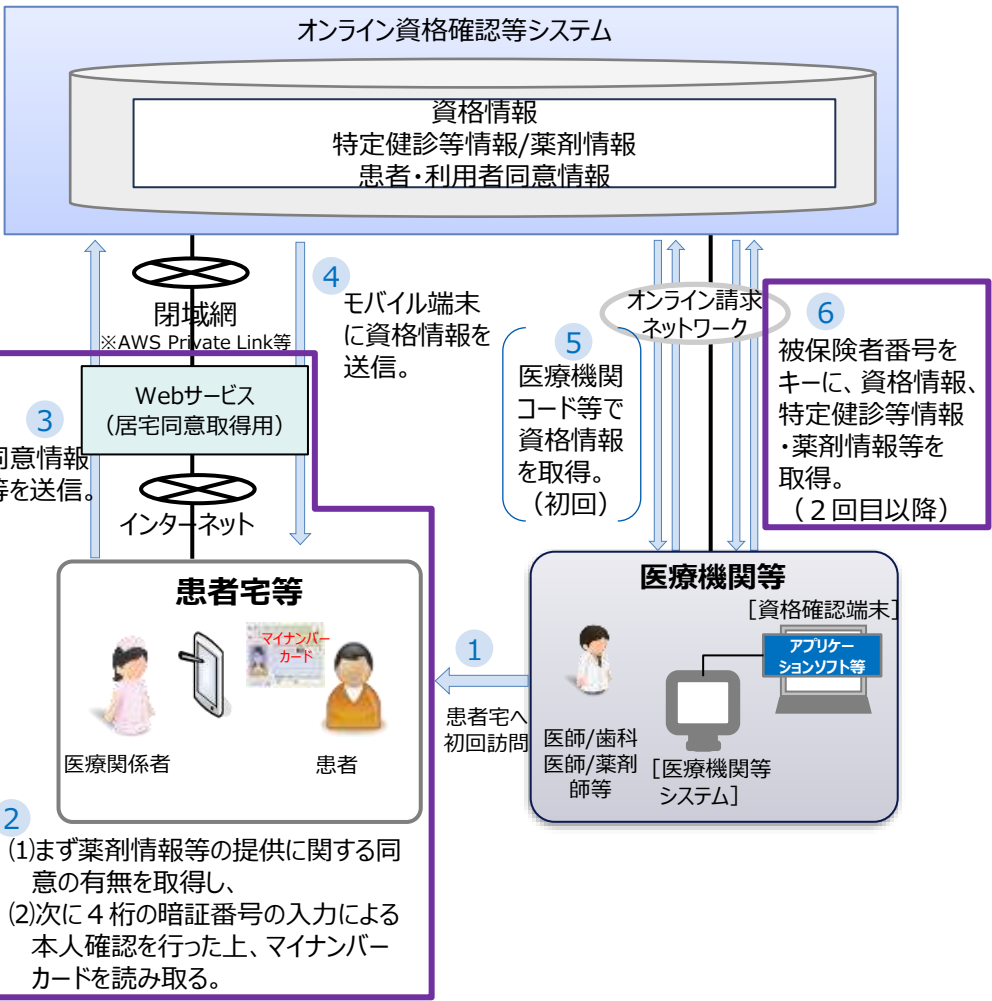 オンライン資格確認等システム
資格情報
特定健診等情報/薬剤情報
患者・利用者同意情報
閉域網
※AWS Private Link等
4
モバイル端末
に資格情報を
送信。
オンライン請求
ネットワーク
5
医療機関
コード等で
資格情報
を取得。
（初回）
6
被保険者番号を
キーに、資格情報、
特定健診等情報
・薬剤情報等を
取得。
（２回目以降）
Webサービス
（居宅同意取得用）
3
同意情報
等を送信。
インターネット
患者宅等
マイナンバー
カード
医療関係者
患者
1
患者宅へ
初回訪問
医療機関等
［資格確認端末］
アプリケー
ションソフト等
医師/歯科
医師/薬剤
師等
［医療機関等
システム］
2
⑴まず薬剤情報等の提供に関する同
意の有無を取得し、
⑵次に４桁の暗証番号の入力による
本人確認を行った上、マイナンバー
カードを読み取る。